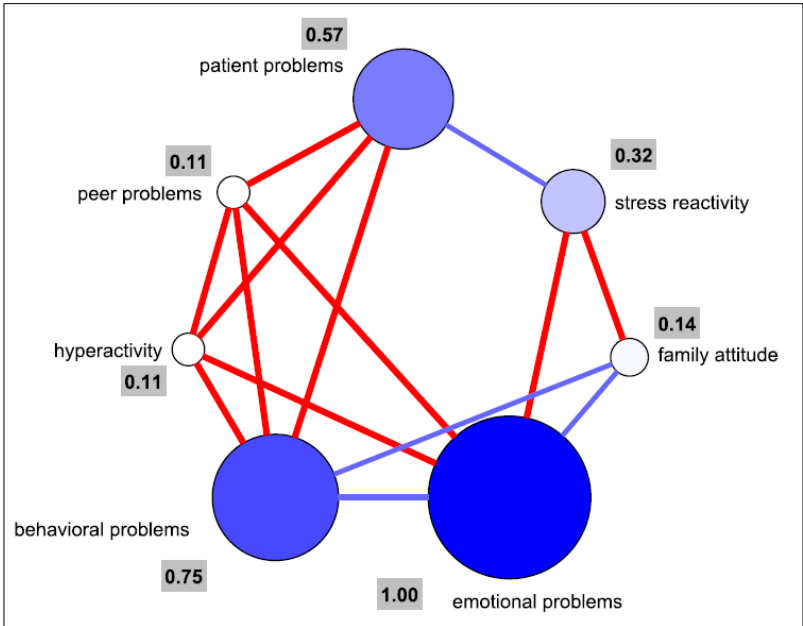 0.57
patient problems
0.11
peer problems
0.32
stress reactivity
0.14
family attitude
hyperactivity
0.11
behavioral problems
0.75
1.00
emotional problems